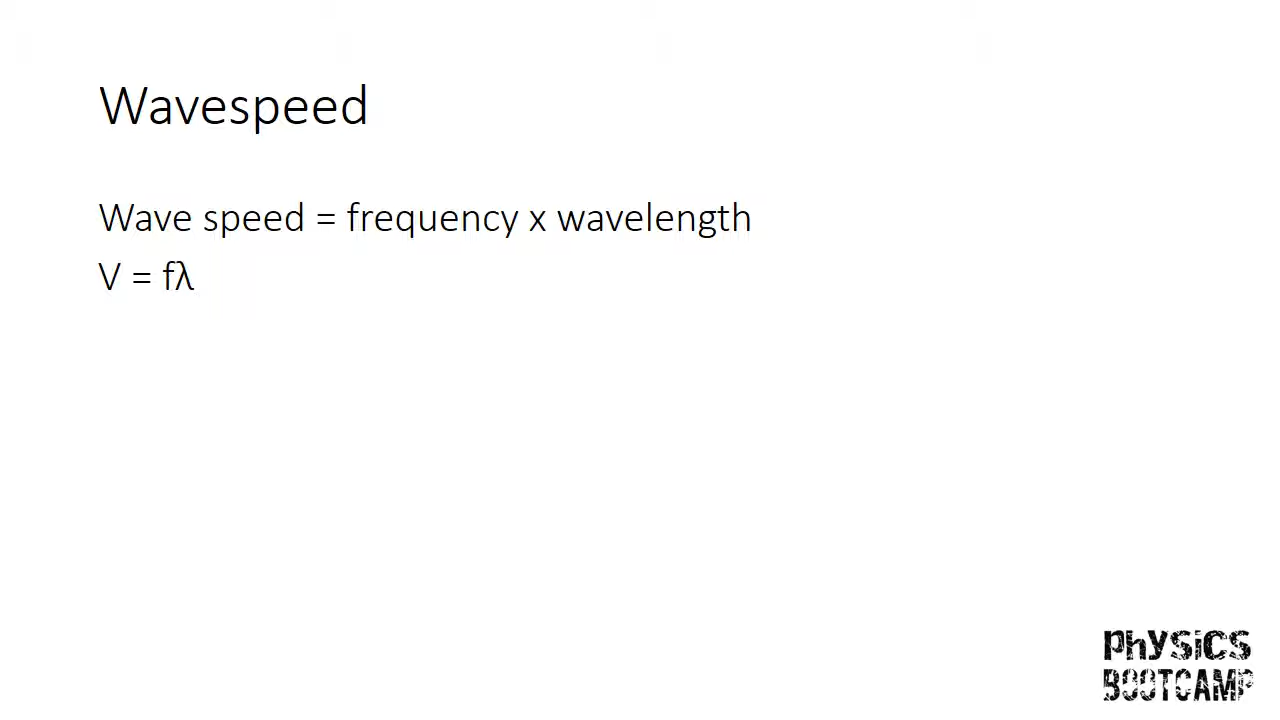 Wavespeed
Wave speed = frequency x wavelength
V = fλ
Physics
BOOTCAMP